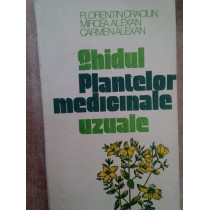 FLORENTIN CRĂCIUN
MIRCEA ALEXAN
CARMEN ALEXAN
Ghidul
Plantelor
medicinale
uzuale